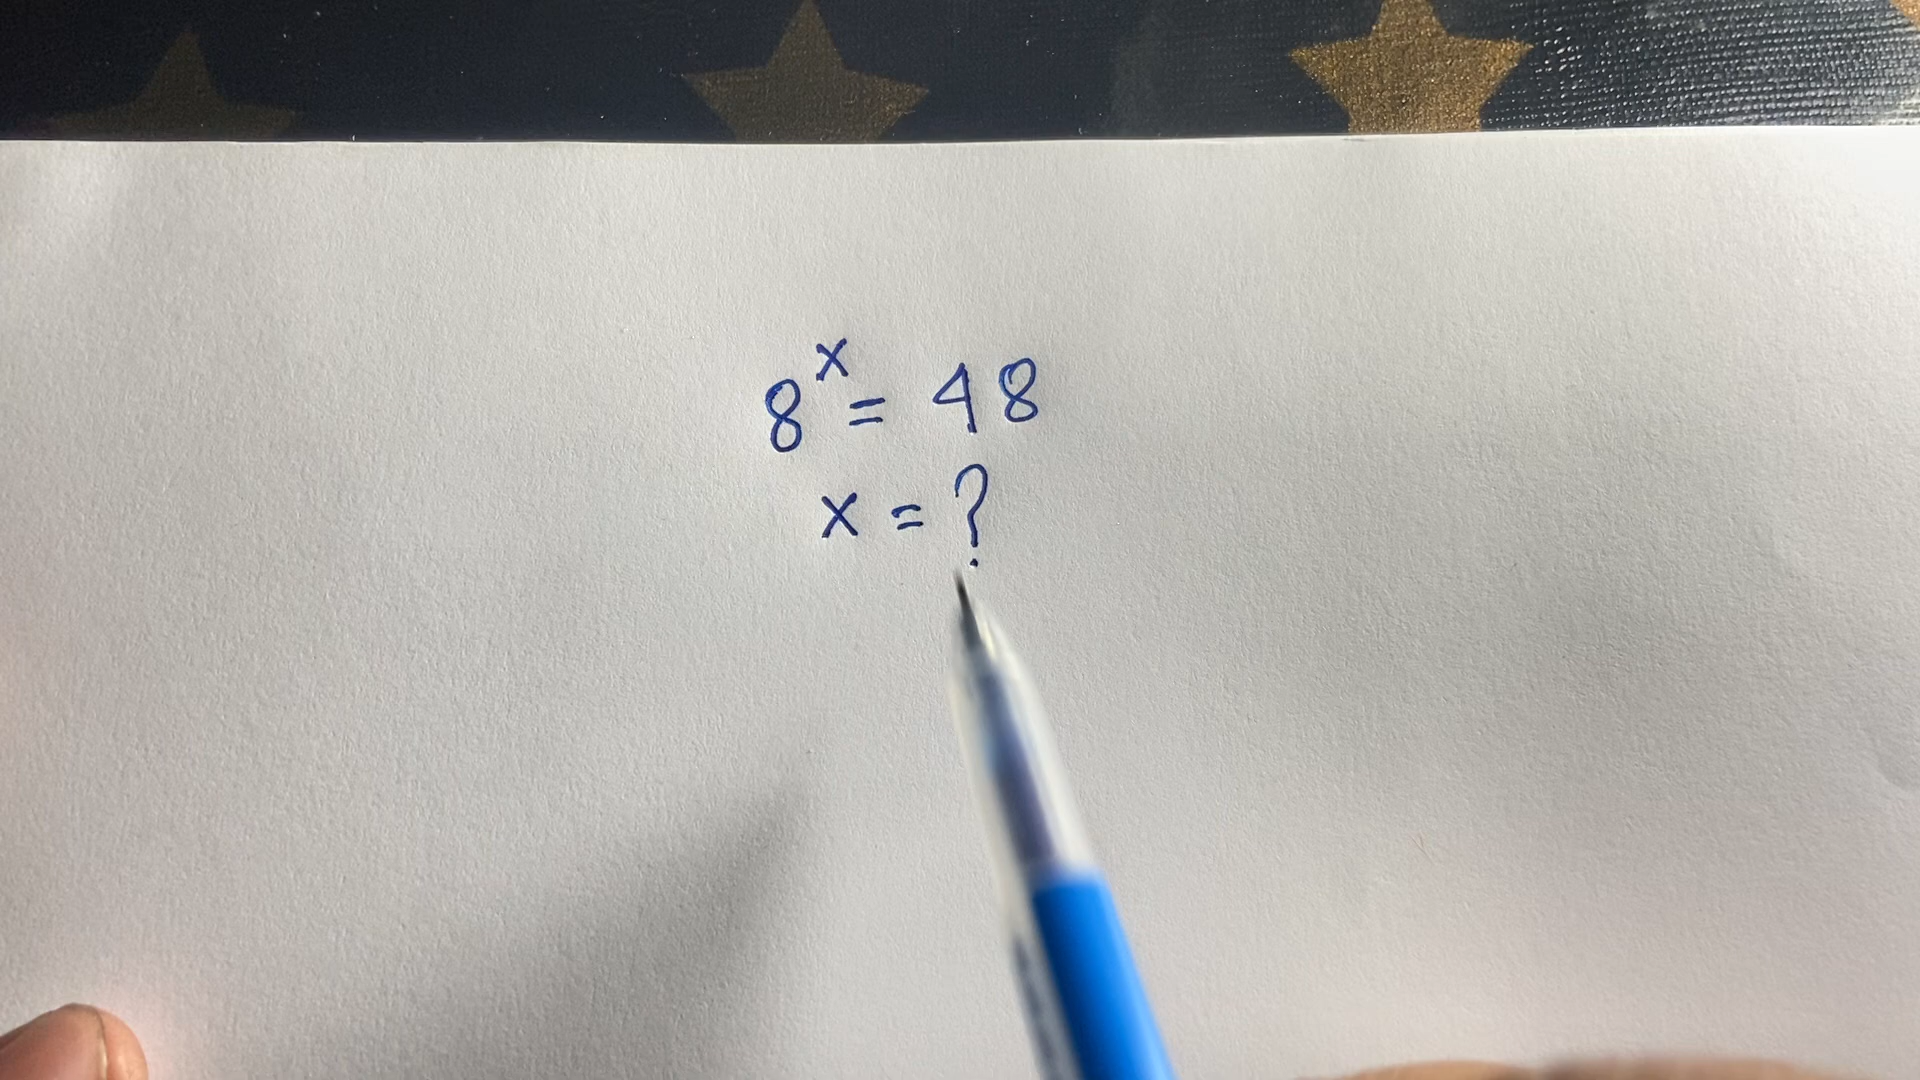 8^x = 48
x = ?